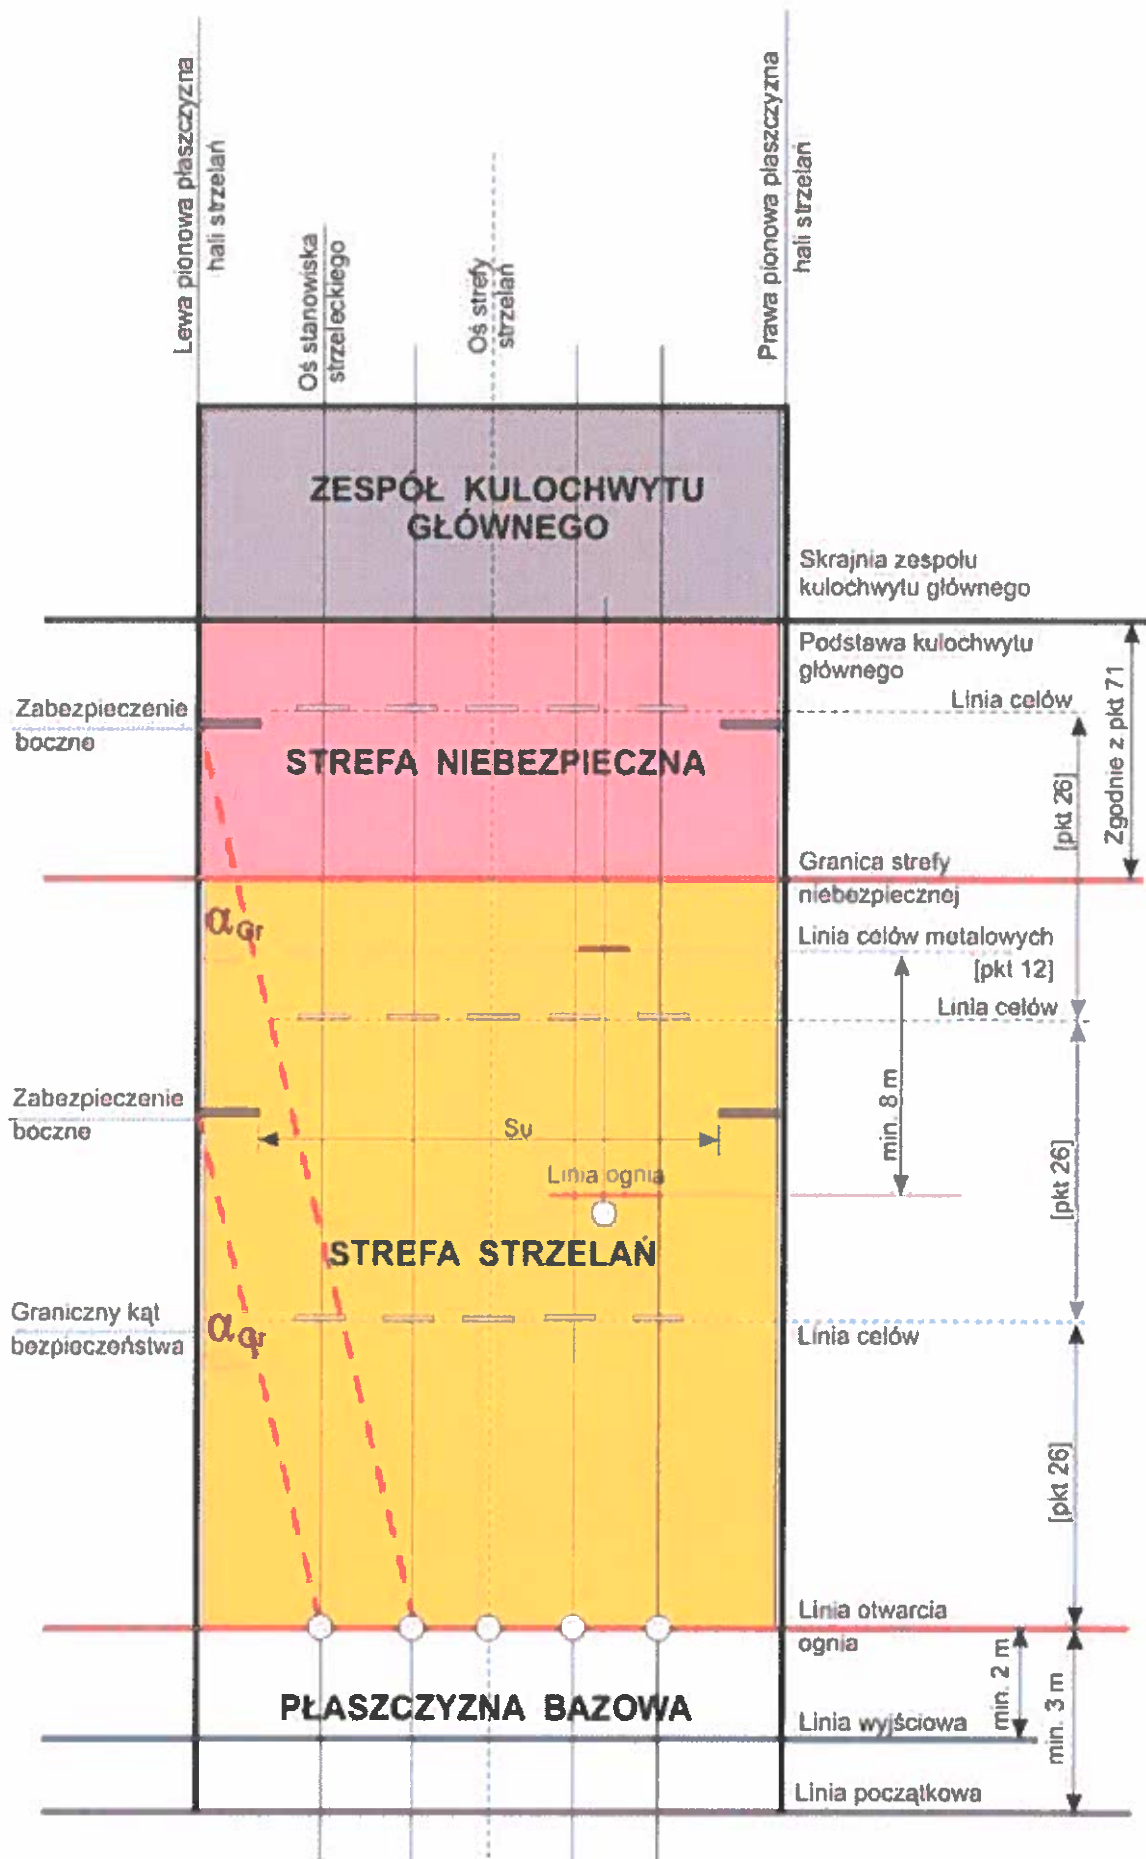 Lewa pionowa płaszczyzna
hali strzelań
Oś stanowiska
strzeleckiego
Oś strefy
strzelań
Prawa pionowa płaszczyzna
hali strzelań
ZESPÓŁ KULOCHWYTU
GŁÓWNEGO
Skrajnia zespołu
kulochwytu głównego
Podstawa kulochwytu
głównego
Linia celów
Zabezpieczenie
boczne
STREFA NIEBEZPIECZNA
[pkt 26]
Zgodnie z pkt 71
Granica strefy
niebezpiecznej
αGr
Linia celów metalowych
[pkt 12]
Linia celów
Zabezpieczenie
boczne
Su
min. 8 m
[pkt 26]
Linia ognia
STREFA STRZELAŃ
Graniczny kąt
bezpieczeństwa
αGr
Linia celów
[pkt 26]
Linia otwarcia
ognia
min. 2 m
min. 3 m
PŁASZCZYZNA BAZOWA
Linia wyjściowa
Linia początkowa